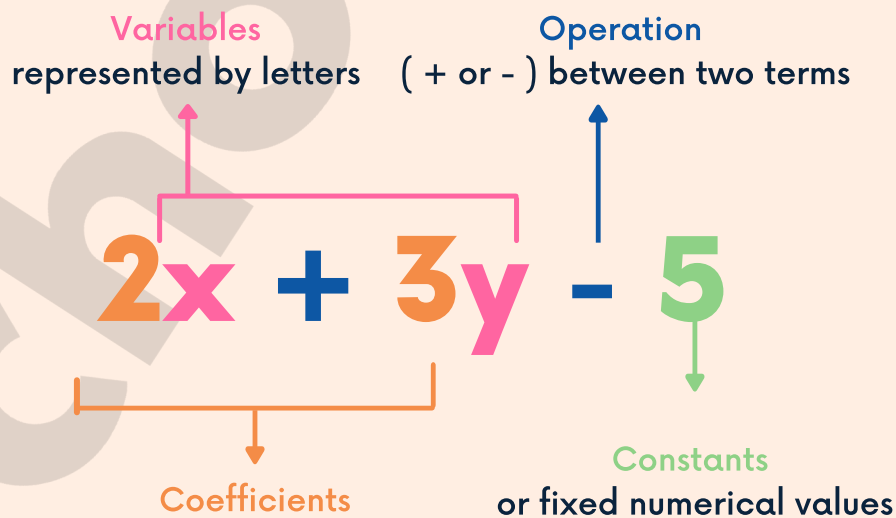 Variables
represented by letters
Operation
( + or - ) between two terms
2x + 3y - 5
Coefficients
Constants
or fixed numerical values